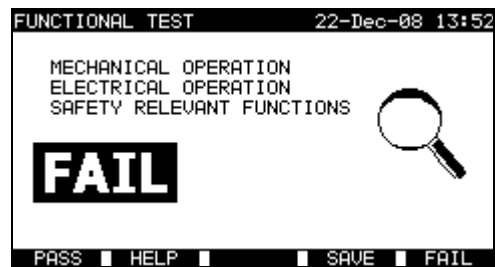 FUNCTIONAL TEST 22-Dec-08 13:52
MECHANICAL OPERATION
ELECTRICAL OPERATION
SAFETY RELEVANT FUNCTIONS
FAIL
PASS HELP SAVE FAIL